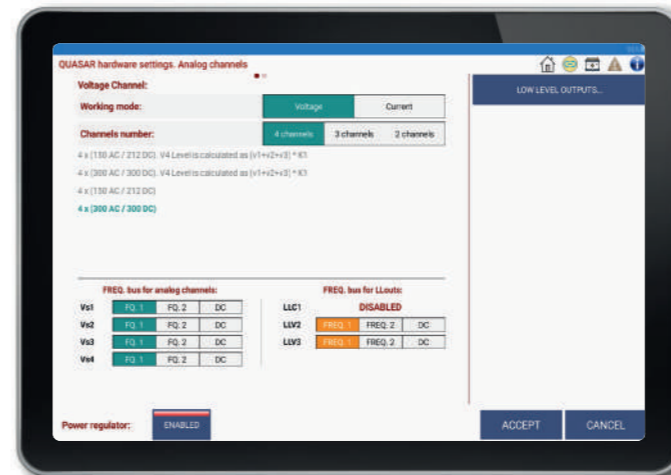 QUASAR hardware settings. Analog channels
LOW LEVEL OUTPUTS...
Voltage Channel:
Working mode: Voltage Current
Channels number: 4 channels 3 channels 2 channels
4 x (150 AC / 212 DC). V4 Level is calculated as (v1+v2+v3) * K1
4 x (300 AC / 300 DC). V4 Level is calculated as (v1+v2+v3) * K1
4 x (150 AC / 212 DC)
4 x (300 AC / 300 DC)
FREQ. bus for analog channels: FREQ. bus for LLouts:
Vs1 FQ. 1 FQ. 2 DC LLC1 DISABLED
Vs2 FQ. 1 FQ. 2 DC LLV2 FREQ. 1 FREQ. 2 DC
Vs3 FQ. 1 FQ. 2 DC LLV3 FREQ. 1 FREQ. 2 DC
Vs4 FQ. 1 FQ. 2 DC
Power regulator: ENABLED ACCEPT CANCEL